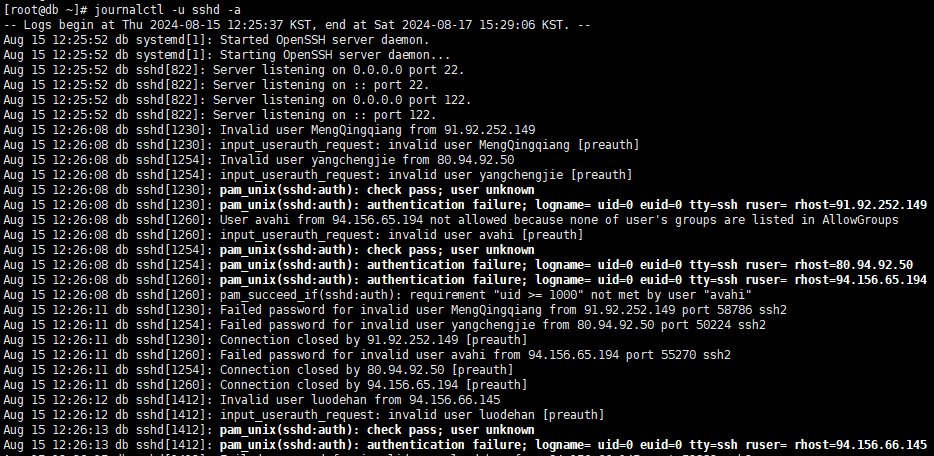 [root@db ~]# journalctl -u sshd -a
-- Logs begin at Thu 2024-08-15 12:25:37 KST, end at Sat 2024-08-17 15:29:06 KST. --
Aug 15 12:25:52 db systemd[1]: Started OpenSSH server daemon.
Aug 15 12:25:52 db systemd[1]: Starting OpenSSH server daemon...
Aug 15 12:25:52 db sshd[822]: Server listening on 0.0.0.0 port 22.
Aug 15 12:25:52 db sshd[822]: Server listening on :: port 22.
Aug 15 12:25:52 db sshd[822]: Server listening on 0.0.0.0 port 122.
Aug 15 12:25:52 db sshd[822]: Server listening on :: port 122.
Aug 15 12:26:08 db sshd[1230]: Invalid user MengQingqiang from 91.92.252.149
Aug 15 12:26:08 db sshd[1230]: input_userauth_request: invalid user MengQingqiang [preauth]
Aug 15 12:26:08 db sshd[1254]: Invalid user yangchengjie from 80.94.92.50
Aug 15 12:26:08 db sshd[1254]: input_userauth_request: invalid user yangchengjie [preauth]
Aug 15 12:26:08 db sshd[1230]: pam_unix(sshd:auth): check pass; user unknown
Aug 15 12:26:08 db sshd[1230]: pam_unix(sshd:auth): authentication failure; logname= uid=0 euid=0 tty=ssh ruser= rhost=91.92.252.149
Aug 15 12:26:08 db sshd[1260]: User avahi from 94.156.65.194 not allowed because none of user's groups are listed in AllowGroups
Aug 15 12:26:08 db sshd[1260]: input_userauth_request: invalid user avahi [preauth]
Aug 15 12:26:08 db sshd[1254]: pam_unix(sshd:auth): check pass; user unknown
Aug 15 12:26:08 db sshd[1254]: pam_unix(sshd:auth): authentication failure; logname= uid=0 euid=0 tty=ssh ruser= rhost=80.94.92.50
Aug 15 12:26:08 db sshd[1260]: pam_unix(sshd:auth): authentication failure; logname= uid=0 euid=0 tty=ssh ruser= rhost=94.156.65.194
Aug 15 12:26:08 db sshd[1260]: pam_succeed_if(sshd:auth): requirement "uid >= 1000" not met by user "avahi"
Aug 15 12:26:11 db sshd[1230]: Failed password for invalid user MengQingqiang from 91.92.252.149 port 58786 ssh2
Aug 15 12:26:11 db sshd[1254]: Failed password for invalid user yangchengjie from 80.94.92.50 port 50224 ssh2
Aug 15 12:26:11 db sshd[1230]: Connection closed by 91.92.252.149 [preauth]
Aug 15 12:26:11 db sshd[1260]: Failed password for invalid user avahi from 94.156.65.194 port 55270 ssh2
Aug 15 12:26:11 db sshd[1254]: Connection closed by 80.94.92.50 [preauth]
Aug 15 12:26:11 db sshd[1260]: Connection closed by 94.156.65.194 [preauth]
Aug 15 12:26:12 db sshd[1412]: Invalid user luodehan from 94.156.66.145
Aug 15 12:26:12 db sshd[1412]: input_userauth_request: invalid user luodehan [preauth]
Aug 15 12:26:13 db sshd[1412]: pam_unix(sshd:auth): check pass; user unknown
Aug 15 12:26:13 db sshd[1412]: pam_unix(sshd:auth): authentication failure; logname= uid=0 euid=0 tty=ssh ruser= rhost=94.156.66.145